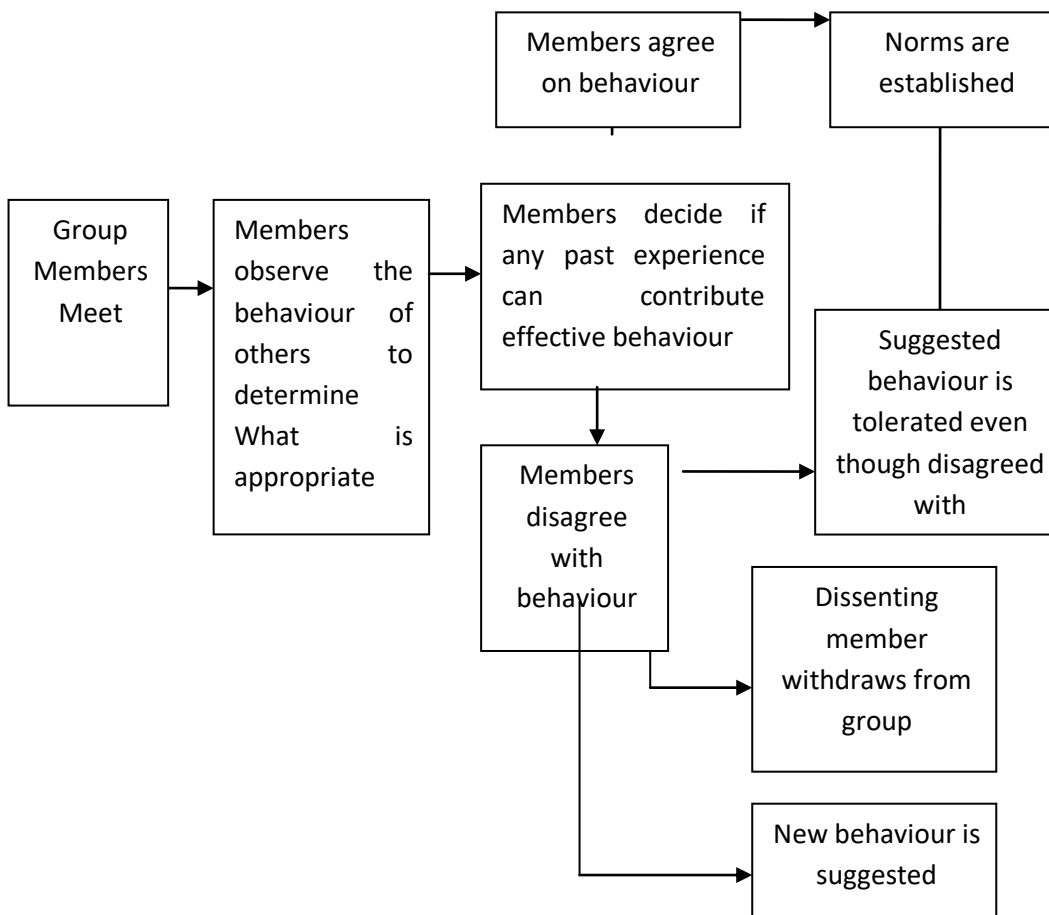 Members agree
on behaviour
Norms are
established
Group
Members
Meet
Members
observe the
behaviour of
others to
determine
What is
appropriate
Members decide if
any past experience
can contribute
effective behaviour
Suggested
behaviour is
tolerated even
though disagreed
with
Members
disagree
with
behaviour
Dissenting
member
withdraws from
group
New behaviour is
suggested